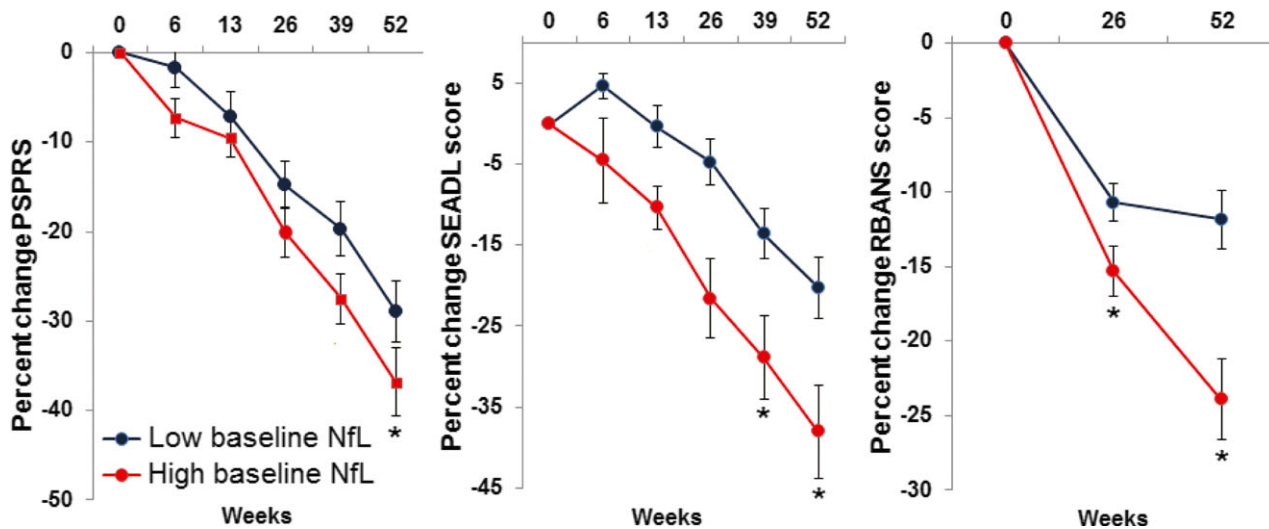 0 6 13 26 39 52
0
-10
-20
-30
-40
-50
Percent change PSPRS
Low baseline NfL
High baseline NfL
*
Weeks
0 6 13 26 39 52
5
-5
-15
-25
-35
-45
Percent change SEADL score
*
*
Weeks
0 26 52
0
-5
-10
-15
-20
-25
-30
Percent change RBANS score
*
*
Weeks